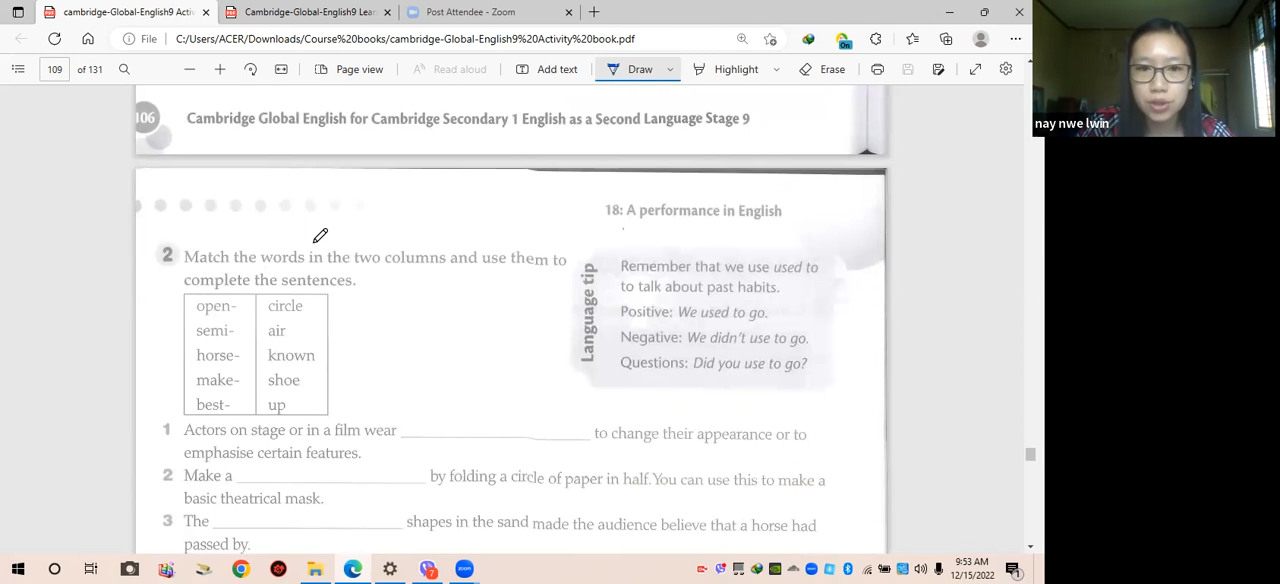 cambridge-Global-English9 Activ
Cambridge-Global-English9 Lea
Post Attendee - Zoom
File
C:/Users/ACER/Downloads/Course%20books/cambridge-Global-English9%20Activity%20book.pdf
On
109 of 131
Page view
Read aloud
Add text
Draw
Highlight
Erase
nay nwe lwin
106
Cambridge Global English for Cambridge Secondary 1 English as a Second Language Stage 9
18: A performance in English
2 Match the words in the two columns and use them to
complete the sentences.
open- circle
semi- air
horse- known
make- shoe
best- up
Language tip
Remember that we use used to
to talk about past habits.
Positive: We used to go.
Negative: We didn't use to go.
Questions: Did you use to go?
1 Actors on stage or in a film wear ____ to change their appearance or to
emphasise certain features.
2 Make a ____ by folding a circle of paper in half. You can use this to make a
basic theatrical mask.
3 The ____ shapes in the sand made the audience believe that a horse had
passed by.
7
zoom
9:53 AM
12/15/2022
1